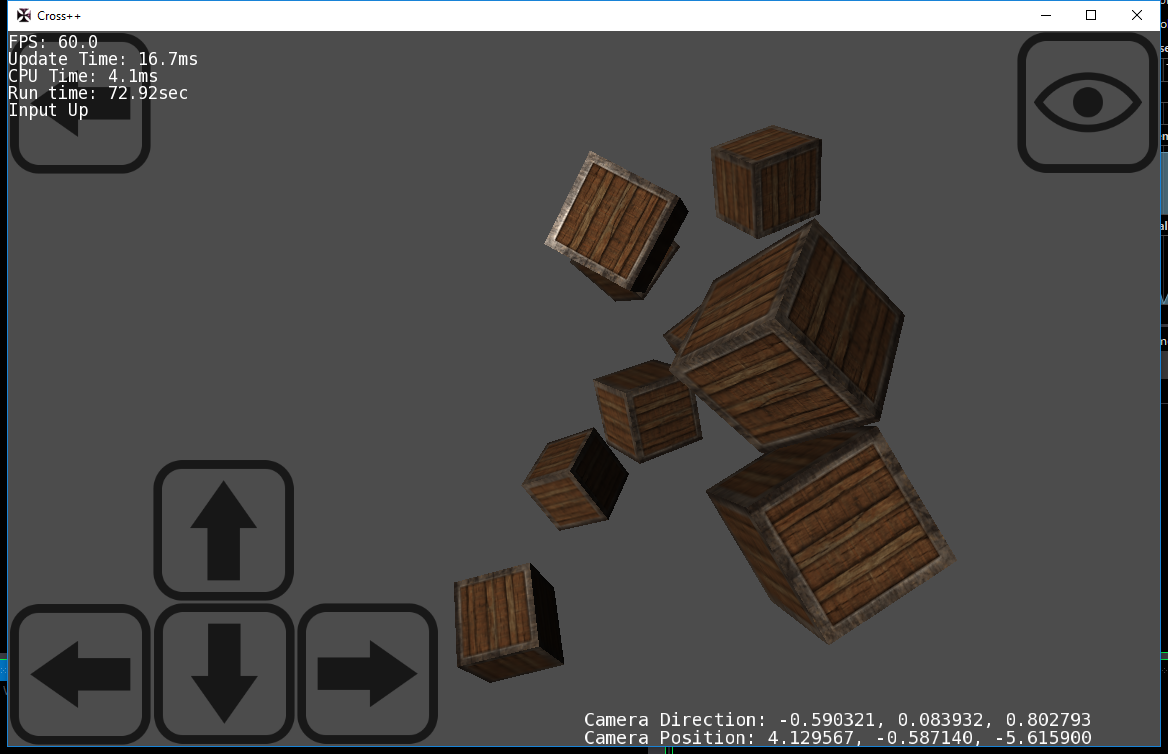 Cross++
FPS: 60.0
Update Time: 16.7ms
CPU Time: 4.1ms
Run time: 72.92sec
Input Up
Camera Direction: -0.590321, 0.083932, 0.802793
Camera Position: 4.129567, -0.587140, -5.615900